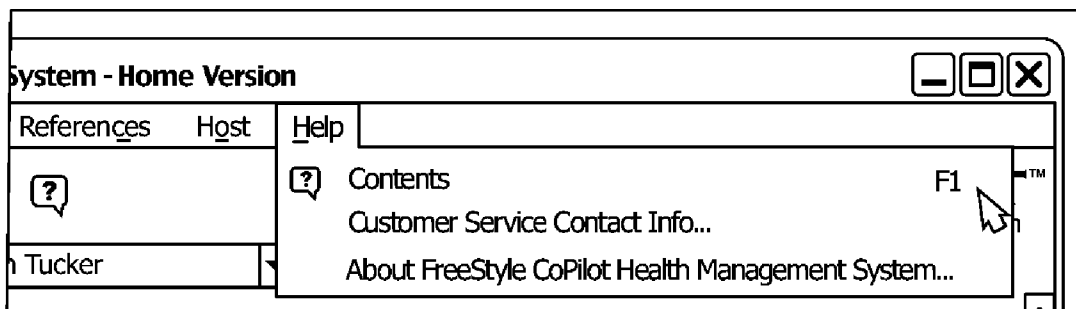 System - Home Version
References Host Help
Contents F1
TM
Customer Service Contact Info...
Tucker
About FreeStyle CoPilot Health Management System...